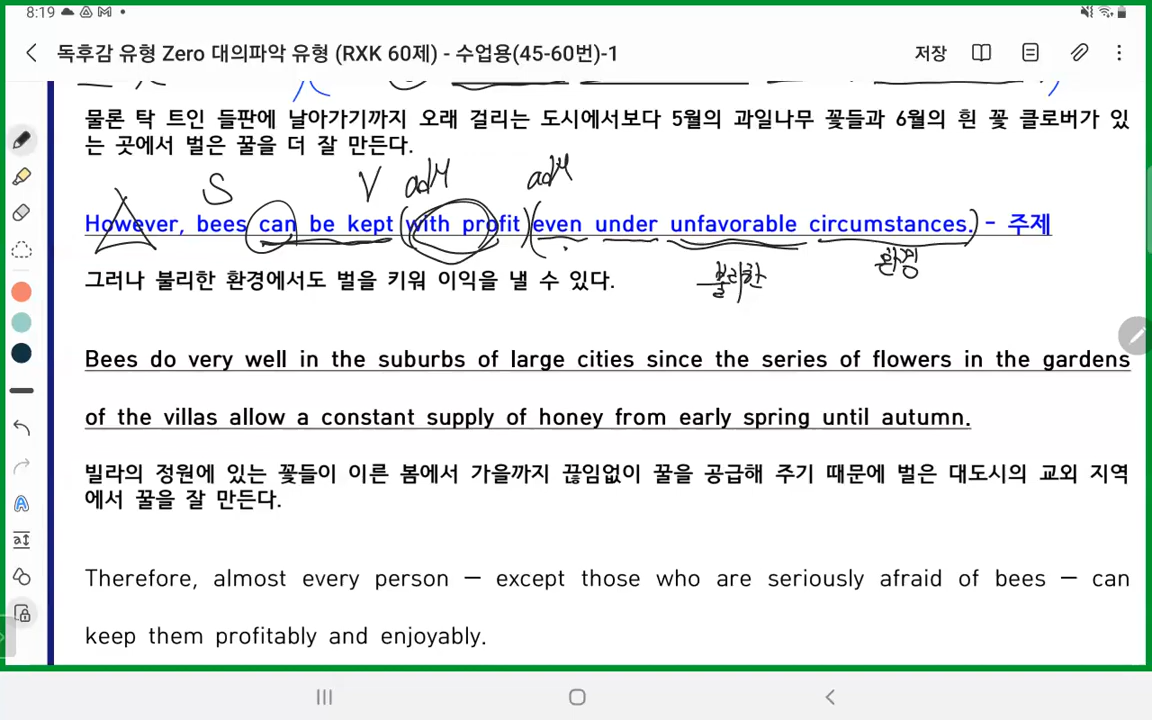 8:19
독후감 유형 Zero 대의파악 유형 (RXK 60제) - 수업용(45-60번)-1
저장
물론 탁 트인 들판에 날아가기까지 오래 걸리는 도시에서보다 5월의 과일나무 꽃들과 6월의 흰 꽃 클로버가 있
는 곳에서 벌은 꿀을 더 잘 만든다.
S V adM adM
However, bees can be kept with profit even under unfavorable circumstances. - 주제
불리한 환경
그러나 불리한 환경에서도 벌을 키워 이익을 낼 수 있다.
Bees do very well in the suburbs of large cities since the series of flowers in the gardens
of the villas allow a constant supply of honey from early spring until autumn.
빌라의 정원에 있는 꽃들이 이른 봄에서 가을까지 끊임없이 꿀을 공급해 주기 때문에 벌은 대도시의 교외 지역
에서 꿀을 잘 만든다.
Therefore, almost every person – except those who are seriously afraid of bees – can
keep them profitably and enjoyably.